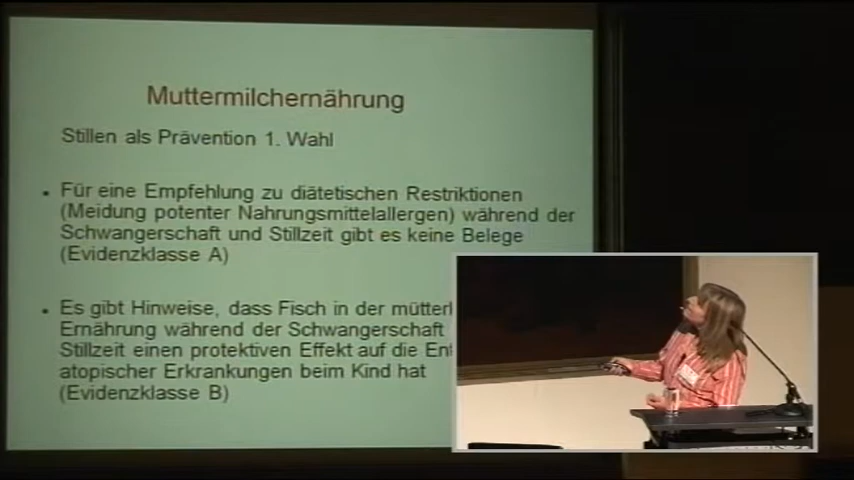 Muttermilchernährung
Stillen als Prävention 1. Wahl
Für eine Empfehlung zu diätetischen Restriktionen
(Meidung potenter Nahrungsmittelallergen) während der
Schwangerschaft und Stillzeit gibt es keine Belege
(Evidenzklasse A)
Es gibt Hinweise, dass Fisch in der
Ernährung während der Schwangerschaft
Stillzeit einen protektiven Effekt auf die
atopischer Erkrankungen beim Kind hat
(Evidenzklasse B)